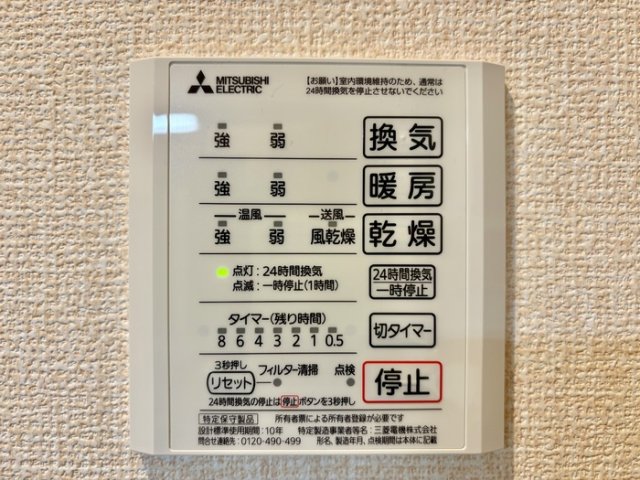 MITSUBISHI
ELECTRIC
【お願い】室内環境維持のため、通常は
24時間換気を停止させないでください
強 弱 換気
強 弱 暖房
温風 送風
強 弱 風乾燥 乾燥
点灯：24時間換気
点滅：一時停止(1時間)
24時間換気
一時停止
タイマー(残り時間)
8 6 4 3 2 1 0.5
切タイマー
3秒押し
リセット フィルター清掃 点検
停止
24時間換気の停止は停止ボタンを3秒押し
特定保守製品 所有者票による所有者登録が必要です
設計標準使用期間：10年 特定製造事業者等名：三菱電機株式会社
問合せ連絡先：0120-490-499 形名、製造年月、点検期間は本体に記載